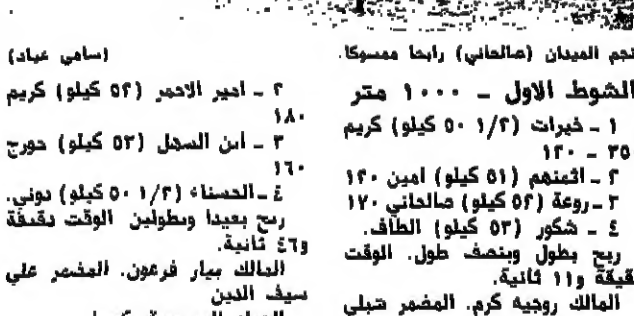 نجم الميدان (صالحاني) رابحا ممسوكا.
(سامي عياد)
الشوط الاول ـ ١٠٠٠ متر
١ ـ خيرات (١/٢ ٥٠ كيلو) كريم
٣٥ ـ ١٢٠
٢ ـ اثمنهم (٥١ كيلو) امين ١٢٠
٣ ـ روعة (٥٢ كيلو) صالحاني ١٧٠
٤ ـ شكور (٥٣ كيلو) الطاف.
ربح بطول وبنصف طول. الوقت
قيقة و١١ ثانية.
المالك روجيه كرم. المضمر شبلي
٢ ـ امير الاحمر (٥٢ كيلو) كريم
١٨٠
٣ ـ ابن السهل (٥٣ كيلو) جورج
١٦٠
٤ ـ الحسناء (١/٢ ٥٠ كيلو) دوني.
ربح بعيدا وبطولين الوقت دقيقة
و٤٦ ثانية.
المالك بيار فرعون. المضمر علي
سيف الدين